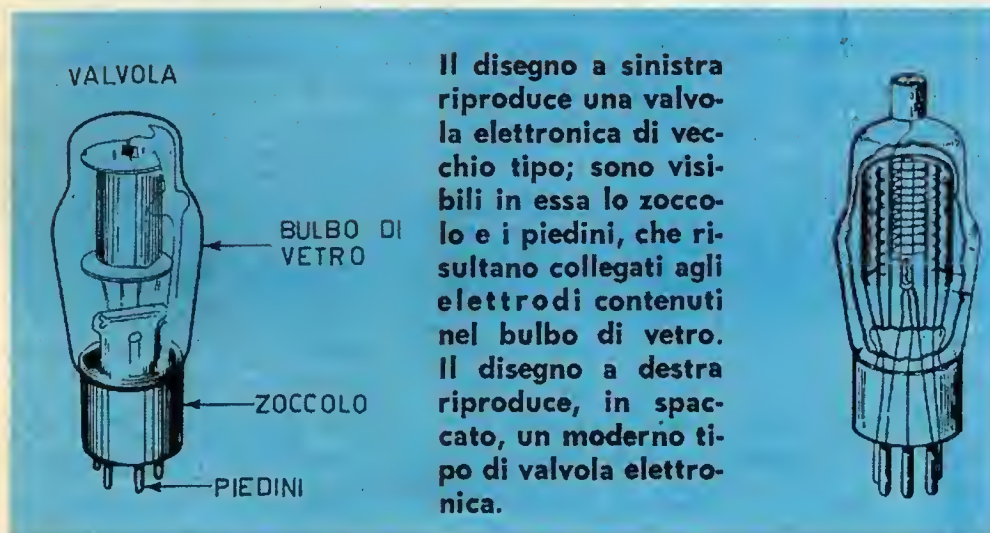 VALVOLA
BULBO DI
VETRO
ZOCCOLO
PIEDINI
Il disegno a sinistra
riproduce una valvo-
la elettronica di vec-
chio tipo; sono visi-
bili in essa lo zocco-
lo e i piedini, che ri-
sultano collegati agli
elettrodi contenuti
nel bulbo di vetro.
Il disegno a destra
riproduce, in spac-
cato, un moderno ti-
po di valvola elettro-
nica.